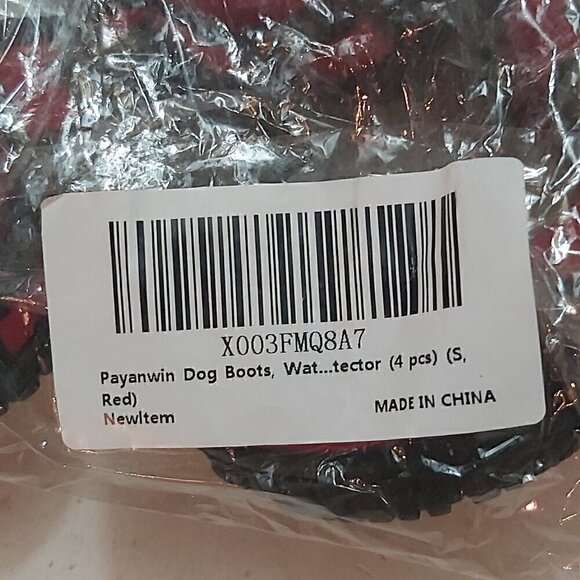 X003FMQ8A7
Payanwin Dog Boots, Wat...tector (4 pcs) (S,
Red)
NewItem
MADE IN CHINA